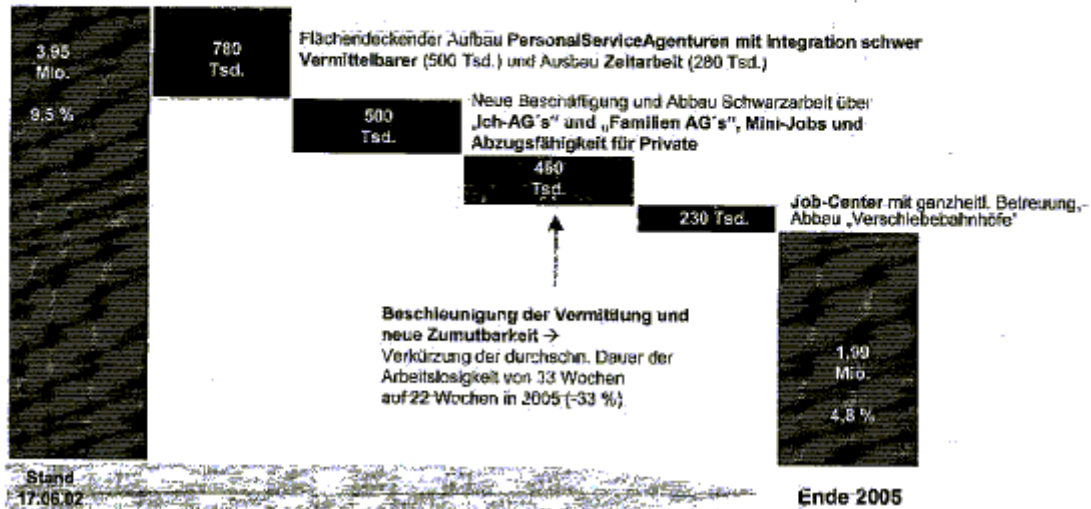 3,95
Mio.
9,5 %
780
Tsd.
Flächendeckender Aufbau PersonalServiceAgenturen mit Integration schwer
Vermittelbarer (500 Tsd.) und Ausbau Zeitarbeit (280 Tsd.)
500
Tsd.
Neue Beschäftigung und Abbau Schwarzarbeit über
„Ich-AG´s“ und „Familien AG´s“, Mini-Jobs und
Abzugsfähigkeit für Private
450
Tsd.
230 Tsd.
Job-Center mit ganzheitl. Betreuung,
Abbau „Verschiebebahnhöfe“
Beschleunigung der Vermittlung und
neue Zumutbarkeit →
Verkürzung der durchschn. Dauer der
Arbeitslosigkeit von 33 Wochen
auf 22 Wochen in 2005 (-33 %)
1,99
Mio.
4,8 %
Stand
17.06.02
Ende 2005